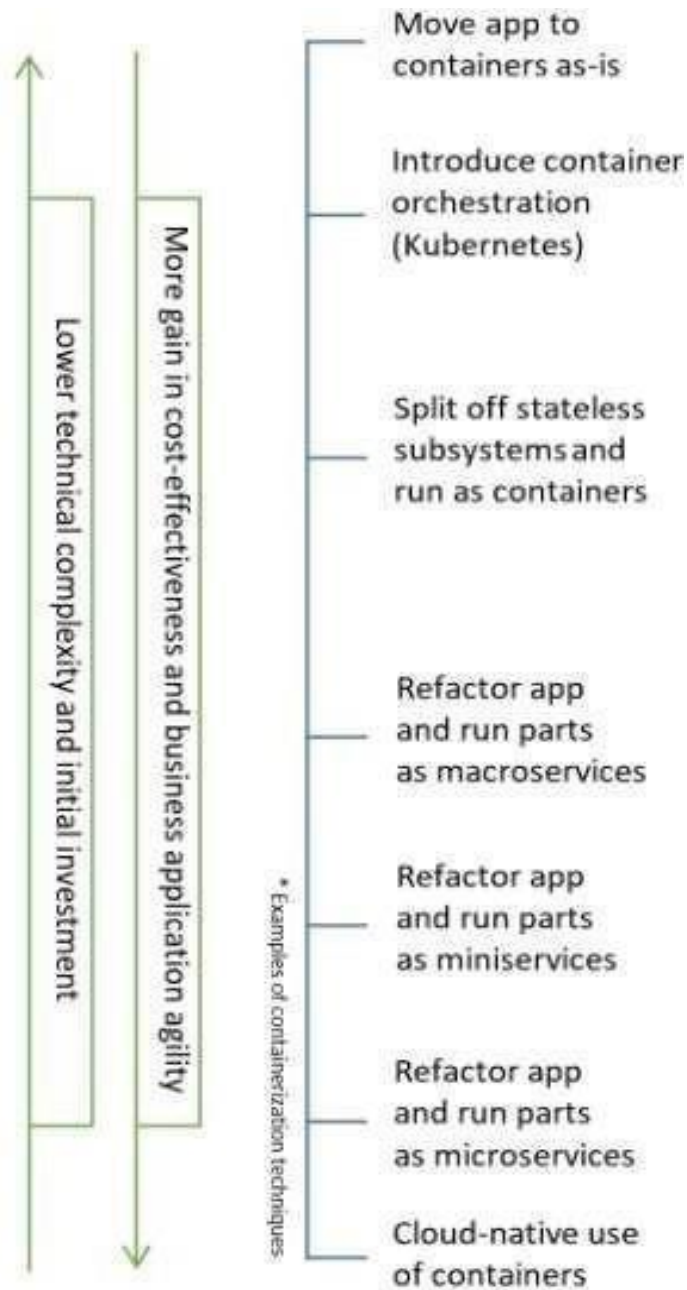 Move app to
containers as-is
Introduce container
orchestration
(Kubernetes)
Split off stateless
subsystems and
run as containers
Refactor app
and run parts
as macroservices
Refactor app
and run parts
as miniservices
Refactor app
and run parts
as microservices
Cloud-native use
of containers
* Examples of containerization techniques
More gain in cost-effectiveness and business application agility
Lower technical complexity and initial investment